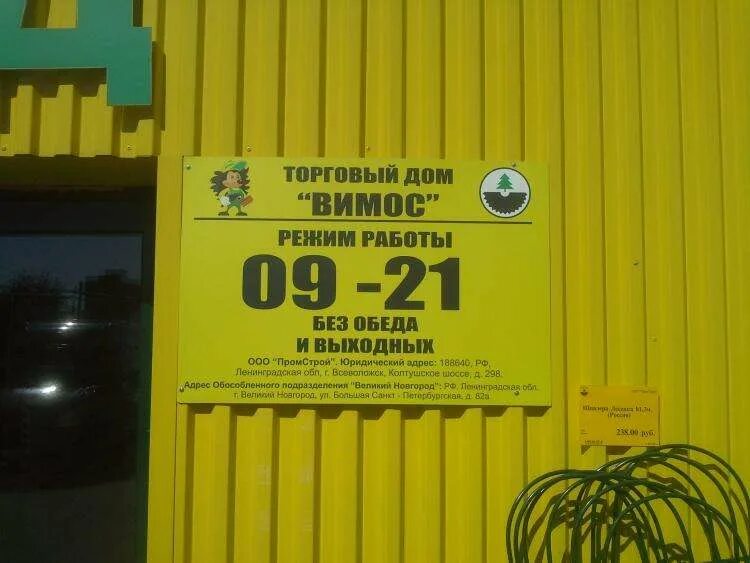 Д
ТОРГОВЫЙ ДОМ
"ВИМОС"
РЕЖИМ РАБОТЫ
09 -21
БЕЗ ОБЕДА
И ВЫХОДНЫХ
ООО "ПромСтрой". Юридический адрес: 188640, РФ,
Ленинградская обл, г. Всеволожск, Колтушское шоссе, д. 298.
Адрес Обособленного подразделения "Великий Новгород": РФ, Ленинградская обл.
г. Великий Новгород, ул. Большая Санкт - Петербургская, д. 82а
(Россия)
238.00 руб.